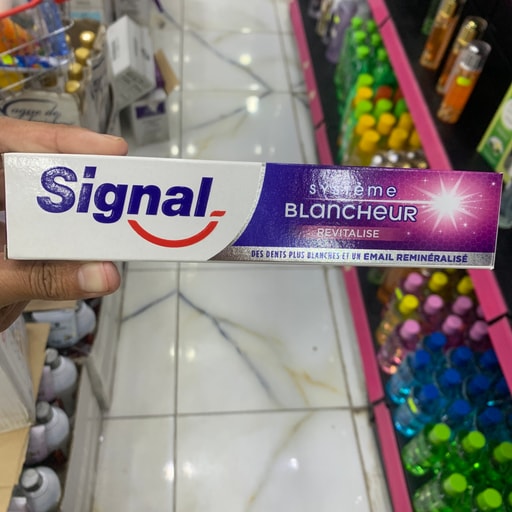 Signal
SYSTÈME
BLANCHEUR
REVITALISE
DES DENTS PLUS BLANCHES ET UN EMAIL REMINÉRALISÉ